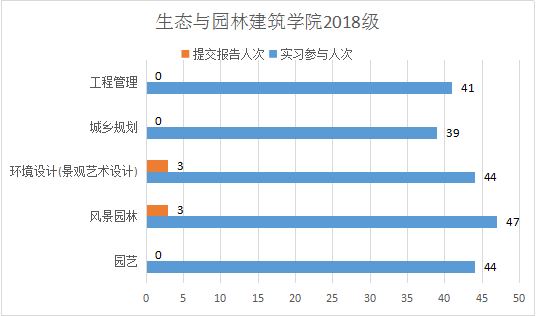 生态与园林建筑学院2018级
提交报告人次 实习参与人次
工程管理 0 41
城乡规划 0 39
环境设计(景观艺术设计) 3 44
风景园林 3 47
园艺 0 44
0 5 10 15 20 25 30 35 40 45 50